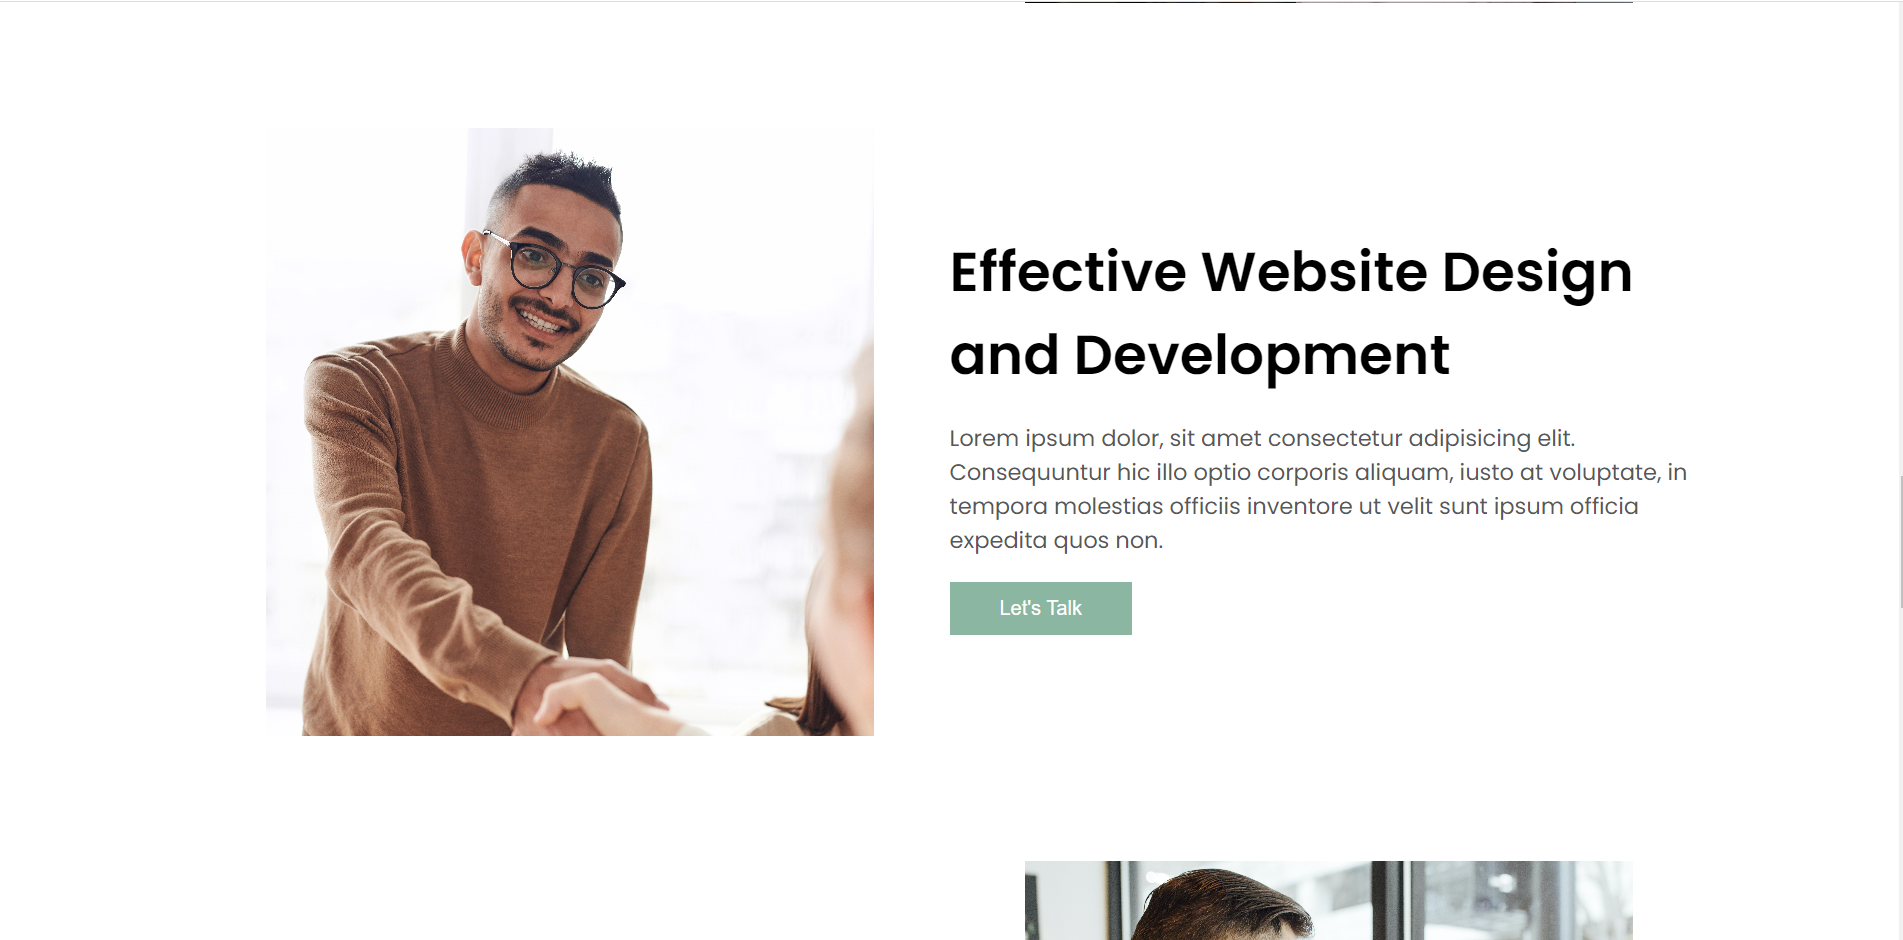 Effective Website Design
and Development
Lorem ipsum dolor, sit amet consectetur adipisicing elit.
Consequuntur hic illo optio corporis aliquam, iusto at voluptate, in
tempora molestias officiis inventore ut velit sunt ipsum officia
expedita quos non.
Let's Talk